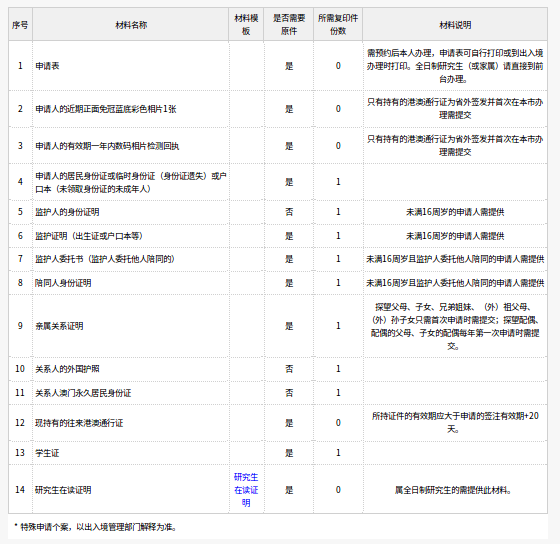 序号 材料名称 材料模板 是否需要原件 所需复印件份数 材料说明
1 申请表 是 0 需预约后本人办理，申请表可自行打印或到出入境办理时打印。全日制研究生（或家属）请直接到前台办理。
2 申请人的近期正面免冠蓝底彩色相片1张 是 0 只有持有的港澳通行证为省外签发并首次在本市办理需提交
3 申请人的有效期一年内数码相片检测回执 是 0 只有持有的港澳通行证为省外签发并首次在本市办理需提交
4 申请人的居民身份证或临时身份证（身份证遗失）或户口本（未领取身份证的未成年人） 是 1
5 监护人的身份证明 否 1 未满16周岁的申请人需提供
6 监护证明（出生证或户口本等） 是 1 未满16周岁的申请人需提供
7 监护人委托书（监护人委托他人陪同的） 是 1 未满16周岁且监护人委托他人陪同的申请人需提供
8 陪同人身份证明 是 1 未满16周岁且监护人委托他人陪同的申请人需提供
9 亲属关系证明 是 1 探望父母、子女、兄弟姐妹、（外）祖父母、（外）孙子女只需首次申请时需提交；探望配偶、配偶的父母、子女的配偶每年第一次申请时需提交。
10 关系人的外国护照 否 1
11 关系人澳门永久居民身份证 否 1
12 现持有的往来港澳通行证 是 0 所持证件的有效期应大于申请的签注有效期+20天。
13 学生证 是 1
14 研究生在读证明 研究生在读证明 是 0 属全日制研究生的需提供此材料。
* 特殊申请个案，以出入境管理部门解释为准。